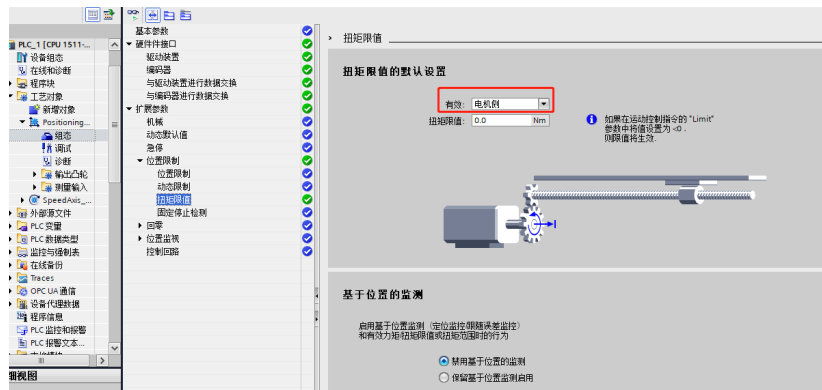 PLC_1 [CPU 1511-...
设备组态
在线和诊断
程序块
工艺对象
新增对象
Positioning...
组态
调试
诊断
输出凸轮
测量输入
SpeedAxis_...
外部源文件
PLC 变量
PLC 数据类型
监控与强制表
在线备份
Traces
OPC UA 通信
设备代理数据
程序信息
PLC 监控和报警
PLC 报警文本...
细视图
基本参数
硬件接口
驱动装置
编码器
与驱动装置进行数据交换
与编码器进行数据交换
扩展参数
机械
动态默认值
急停
位置限制
位置限制
动态限制
扭矩限值
固定停止检测
回零
位置监视
控制回路
扭矩限值
扭矩限值的默认设置
有效: 电机侧
扭矩限值: 0.0 Nm
如果在运动控制指令的 "Limit"
参数中将值设置为 <0，
则限值将生效.
基于位置的监测
启用基于位置监测（定位监控和跟随误差监控）
和有效力矩/扭矩限值或扭矩范围时的行为
禁用基于位置的监测
保留基于位置监测启用